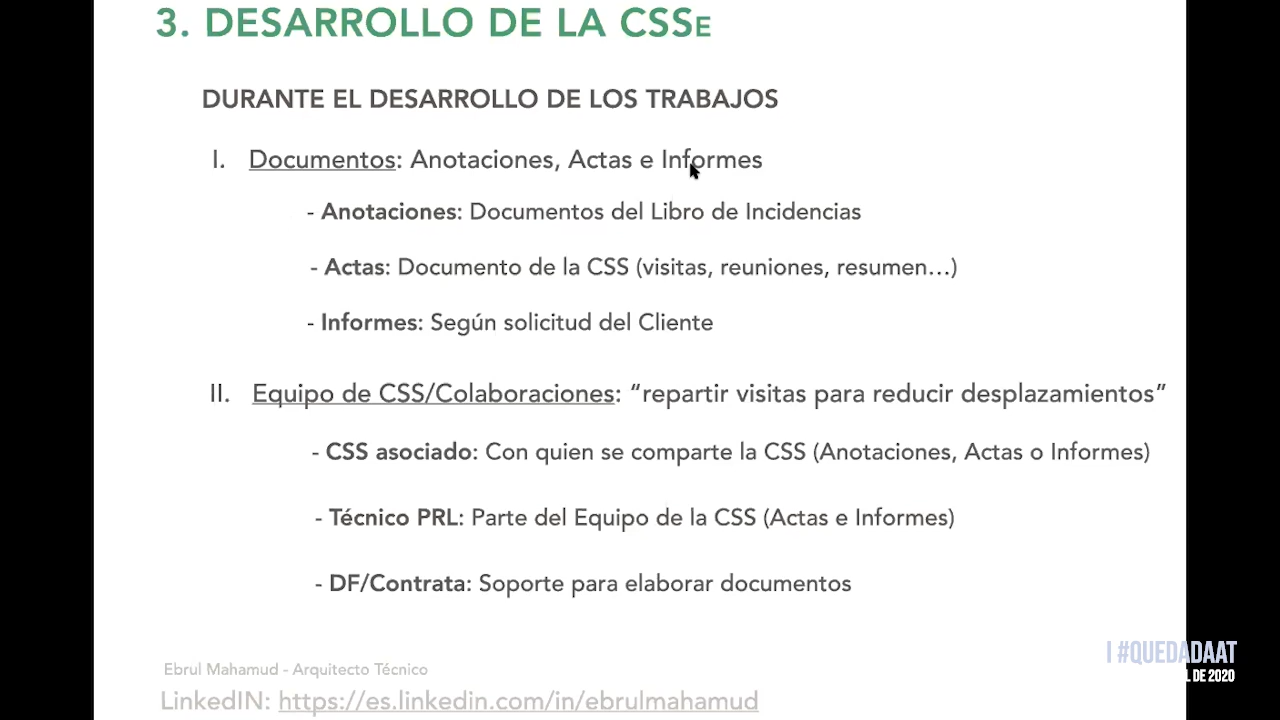 3. DESARROLLO DE LA CSSE
DURANTE EL DESARROLLO DE LOS TRABAJOS
I. Documentos: Anotaciones, Actas e Informes
- Anotaciones: Documentos del Libro de Incidencias
- Actas: Documento de la CSS (visitas, reuniones, resumen…)
- Informes: Según solicitud del Cliente
II. Equipo de CSS/Colaboraciones: “repartir visitas para reducir desplazamientos”
- CSS asociado: Con quien se comparte la CSS (Anotaciones, Actas o Informes)
- Técnico PRL: Parte del Equipo de la CSS (Actas e Informes)
- DF/Contrata: Soporte para elaborar documentos
I #QUEDADAAT
L DE 2020
Ebrul Mahamud - Arquitecto Técnico
LinkedIN: https://es.linkedin.com/in/ebrulmahamud